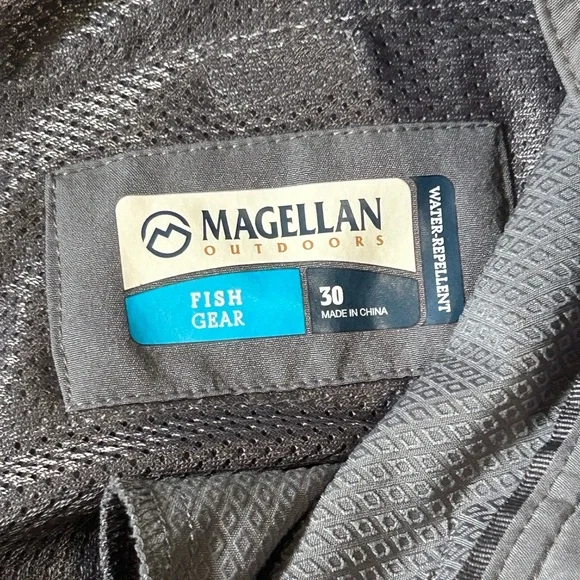 MAGELLAN
OUTDOORS
FISH
GEAR
30
MADE IN CHINA
WATER-REPELLENT